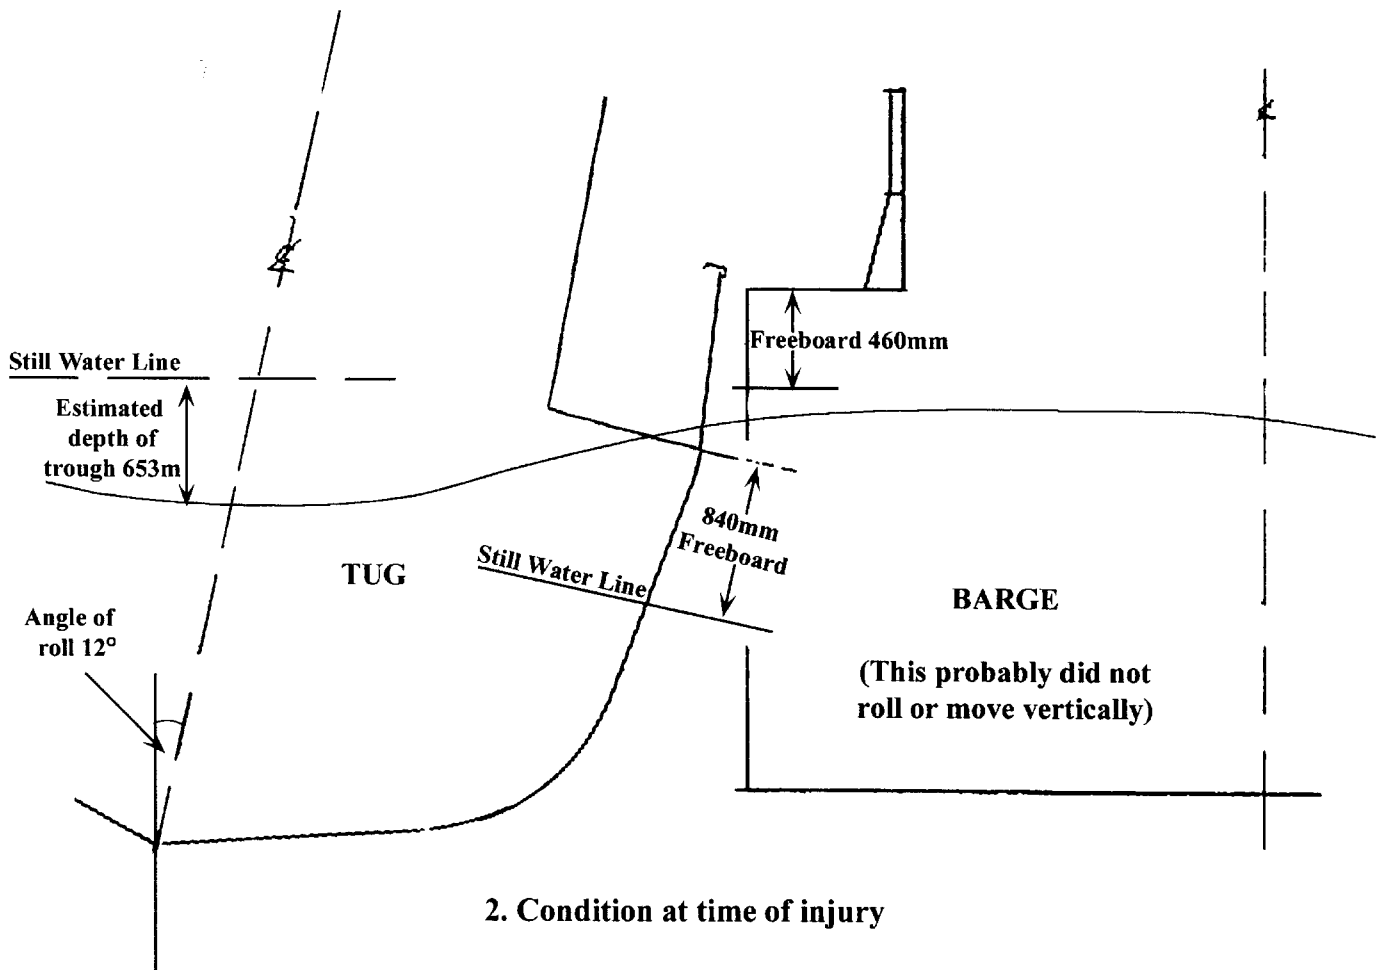 Still Water Line
Estimated
depth of
trough 653m
Freeboard 460mm
840mm
Freeboard
Still Water Line
TUG
BARGE
Angle of
roll 12°
(This probably did not
roll or move vertically)
2. Condition at time of injury